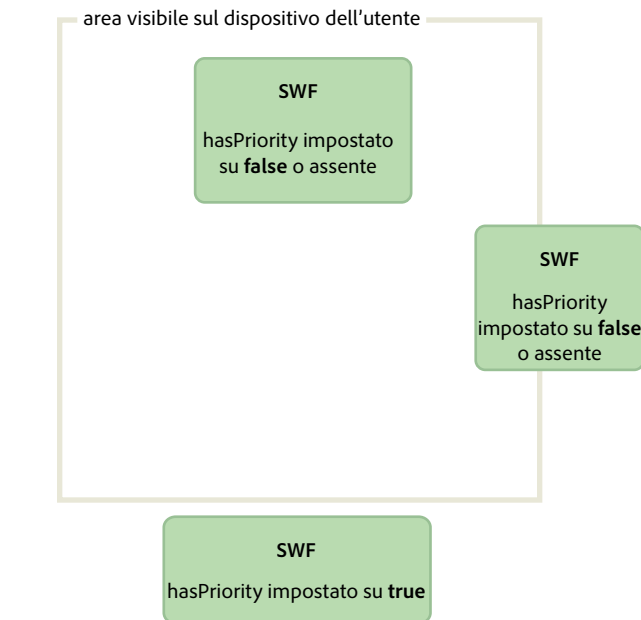 area visibile sul dispositivo dell'utente
SWF
hasPriority impostato
su false o assente
SWF
hasPriority
impostato su false
o assente
SWF
hasPriority impostato su true